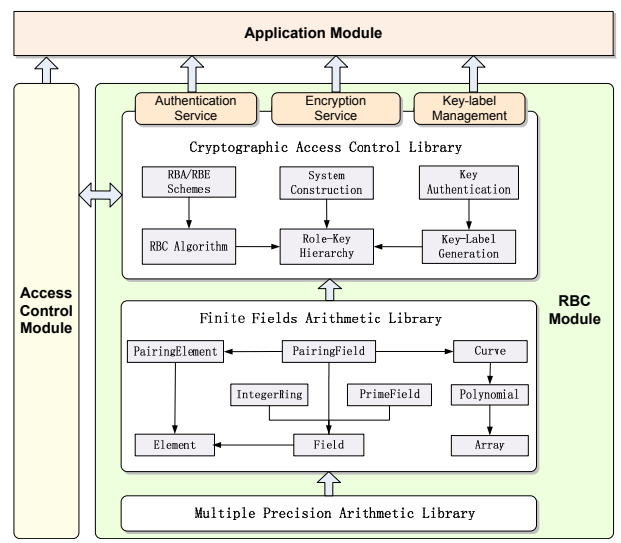 Application Module
Authentication
Service
Encryption
Service
Key-label
Management
Cryptographic Access Control Library
RBA/RBE
Schemes
System
Construction
Key
Authentication
RBC Algorithm
Role-Key
Hierarchy
Key-Label
Generation
Access
Control
Module
RBC
Module
Finite Fields Arithmetic Library
PairingElement
PairingField
Curve
IntegerRing
PrimeField
Polynomial
Element
Field
Array
Multiple Precision Arithmetic Library